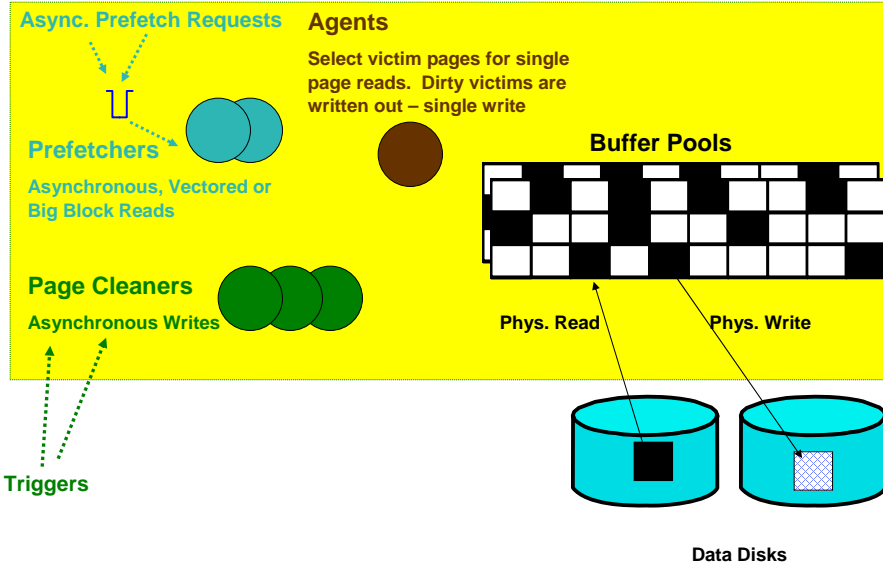 Async. Prefetch Requests
Agents
Select victim pages for single
page reads. Dirty victims are
written out – single write
Prefetchers
Asynchronous, Vectored or
Big Block Reads
Buffer Pools
Page Cleaners
Asynchronous Writes
Phys. Read
Phys. Write
Triggers
Data Disks